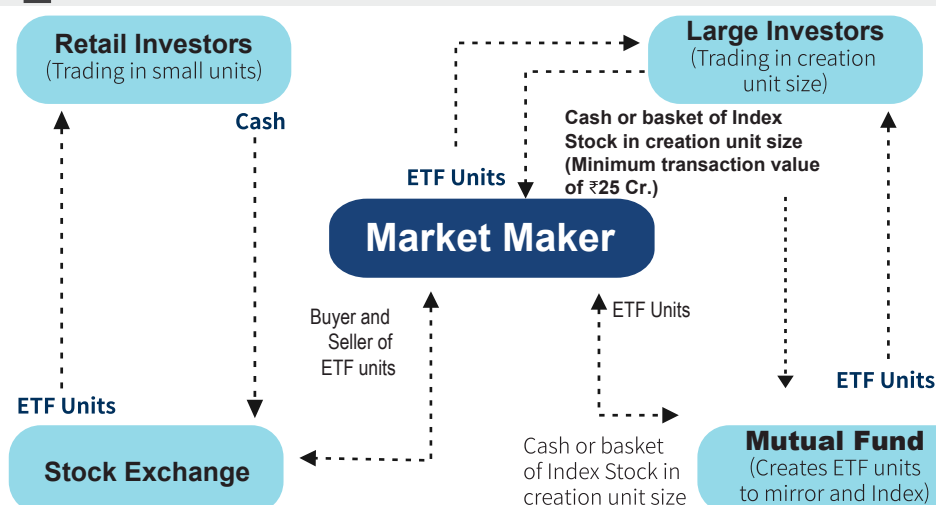 Retail Investors
(Trading in small units)
Large Investors
(Trading in creation
unit size)
Cash
Cash or basket of Index
Stock in creation unit size
(Minimum transaction value
of ₹25 Cr.)
ETF Units
Market Maker
Buyer and
Seller of
ETF units
ETF Units
ETF Units
ETF Units
Stock Exchange
Cash or basket
of Index Stock in
creation unit size
Mutual Fund
(Creates ETF units
to mirror and Index)